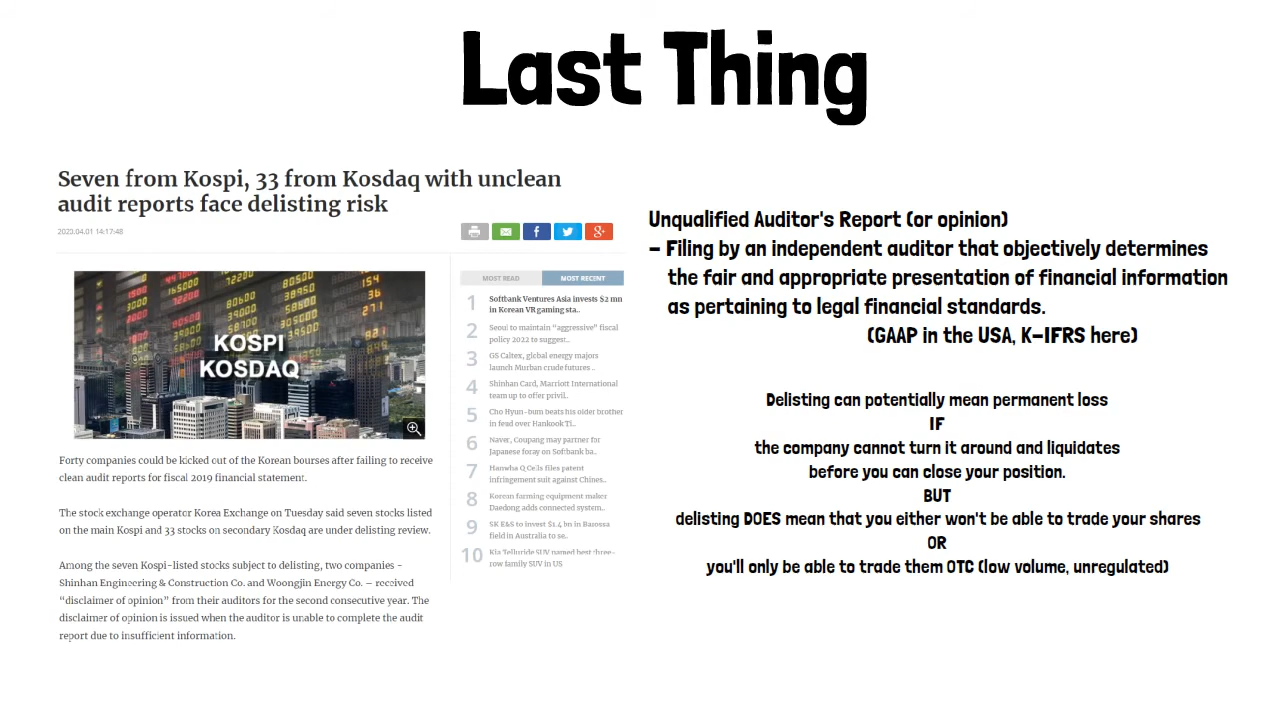 Last Thing
Seven from Kospi, 33 from Kosdaq with unclean
audit reports face delisting risk
2020.04.01 14:17:48
KOSPI
KOSDAQ
Forty companies could be kicked out of the Korean bourses after failing to receive
clean audit reports for fiscal 2019 financial statement.
The stock exchange operator Korea Exchange on Tuesday said seven stocks listed
on the main Kospi and 33 stocks on secondary Kosdaq are under delisting review.
Among the seven Kospi-listed stocks subject to delisting, two companies -
Shinhan Engineering & Construction Co. and Woongjin Energy Co. – received
“disclaimer of opinion” from their auditors for the second consecutive year. The
disclaimer of opinion is issued when the auditor is unable to complete the audit
report due to insufficient information.
MOST READ
MOST RECENT
1 Softbank Ventures Asia invests $2 mn
in Korean VR gaming sta..
2 Seoul to maintain “aggressive” fiscal
policy 2022 to suggest..
3 GS Caltex, global energy majors
launch Murban crude futures ..
4 Shinhan Card, Marriott International
team up to offer privil..
5 Cho Hyun-bum beats his older brother
in feud over Hankook Ti..
6 Naver, Coupang may partner for
Japanese foray on Softbank ba..
7 Hanwha Q Cells files patent
infringement suit against Chines..
8 Korean farming equipment maker
Daedong adds connected system..
9 SK E&S to invest $1.4 bn in Barossa
field in Australia to se..
10 Kia Telluride SUV named best three-
row family SUV in US
Unqualified Auditor's Report (or opinion)
– Filing by an independent auditor that objectively determines
the fair and appropriate presentation of financial information
as pertaining to legal financial standards.
(GAAP in the USA, K-IFRS here)
Delisting can potentially mean permanent loss
IF
the company cannot turn it around and liquidates
before you can close your position.
BUT
delisting DOES mean that you either won't be able to trade your shares
OR
you'll only be able to trade them OTC (low volume, unregulated)